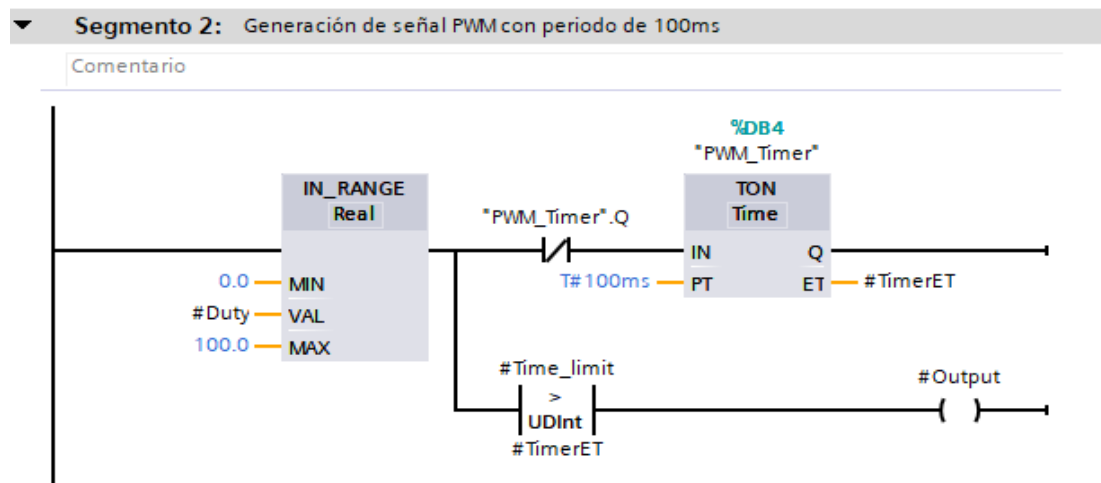 Segmento 2: Generación de señal PWM con periodo de 100ms
Comentario
%DB4
"PWM_Timer"
IN_RANGE
Real
"PWM_Timer".Q
TON
Time
IN
Q
T#100ms
PT
ET
#TimerET
0.0
MIN
#Duty
VAL
100.0
MAX
#Time_limit
>
UDInt
#TimerET
#Output